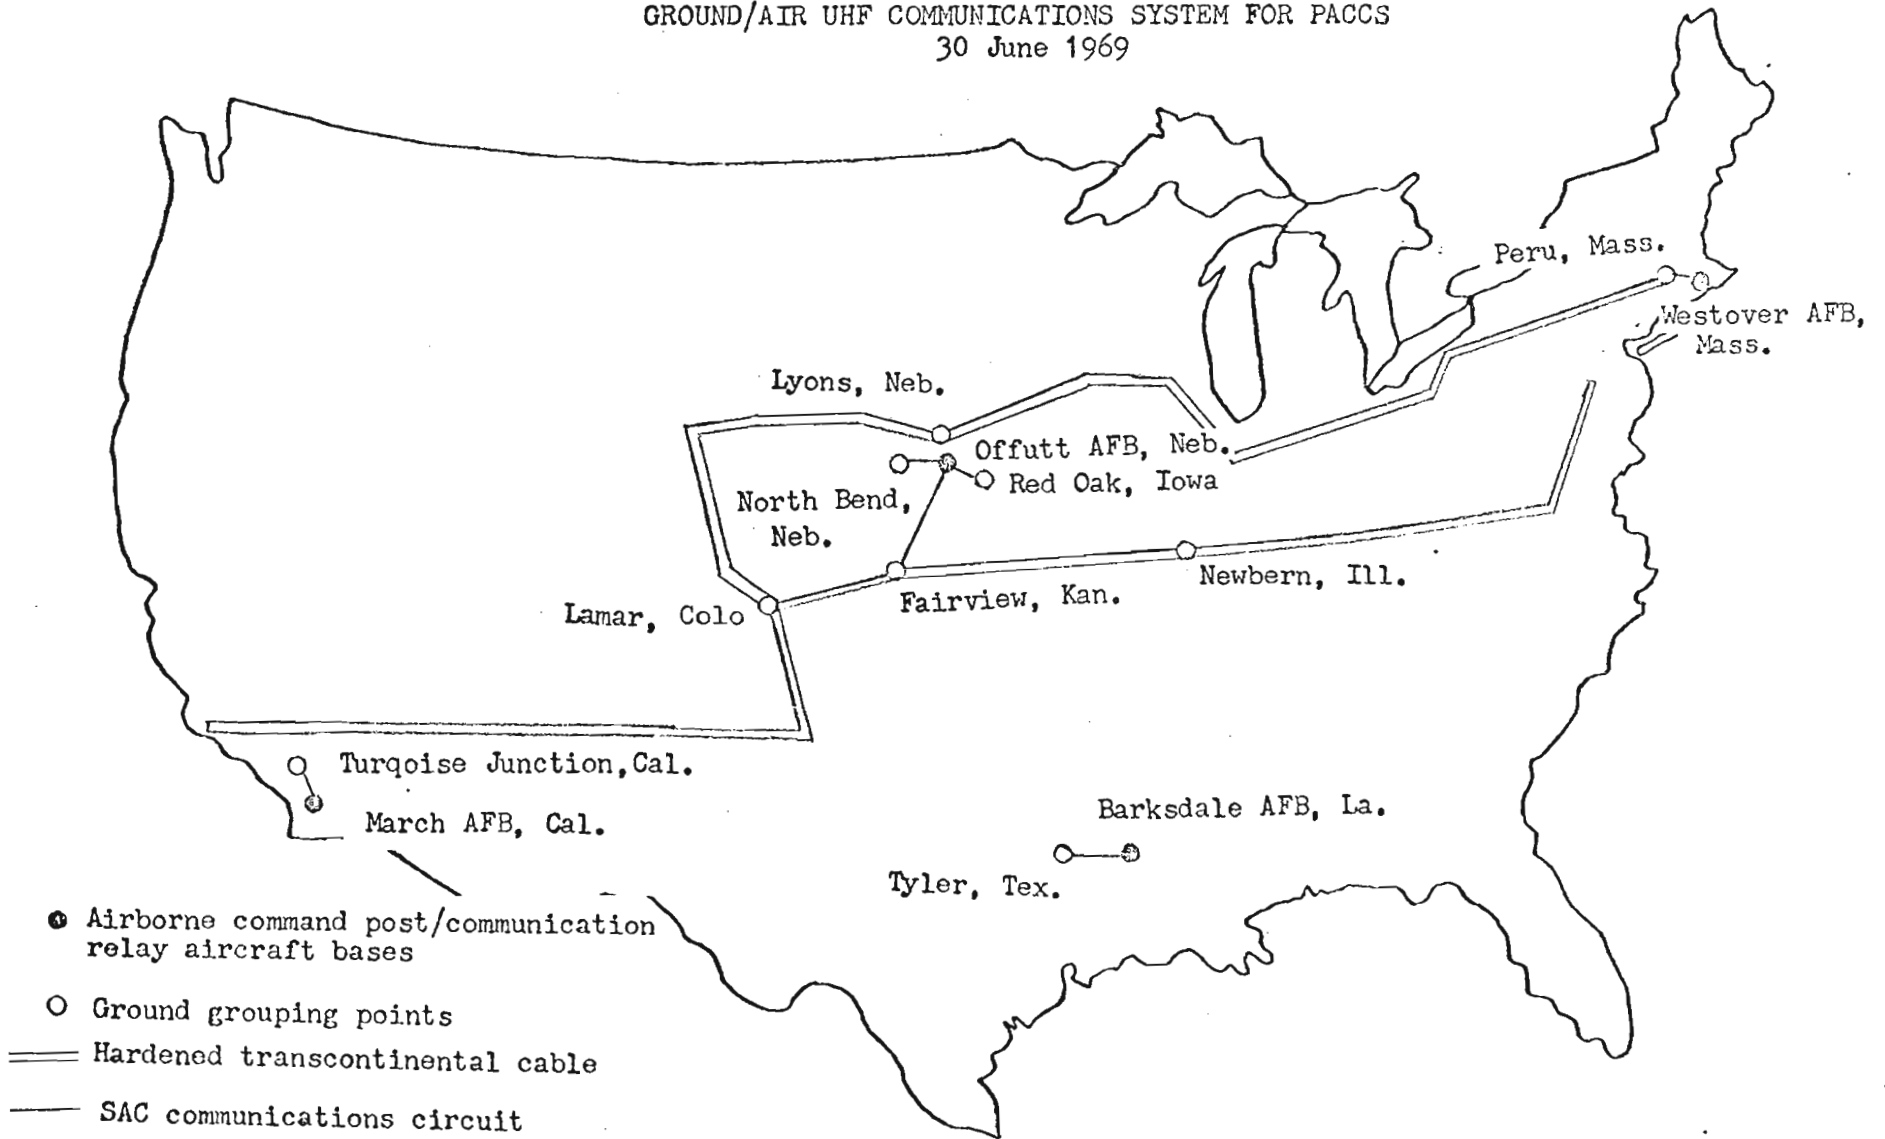 GROUND/AIR UHF COMMUNICATIONS SYSTEM FOR PACCS
30 June 1969
Peru, Mass.
Westover AFB,
Mass.
Lyons, Neb.
Offutt AFB, Neb.
Red Oak, Iowa
North Bend,
Neb.
Newbern, Ill.
Fairview, Kan.
Lamar, Colo
Turqoise Junction,Cal.
March AFB, Cal.
Barksdale AFB, La.
Tyler, Tex.
Airborne command post/communication
relay aircraft bases
Ground grouping points
Hardened transcontinental cable
SAC communications circuit